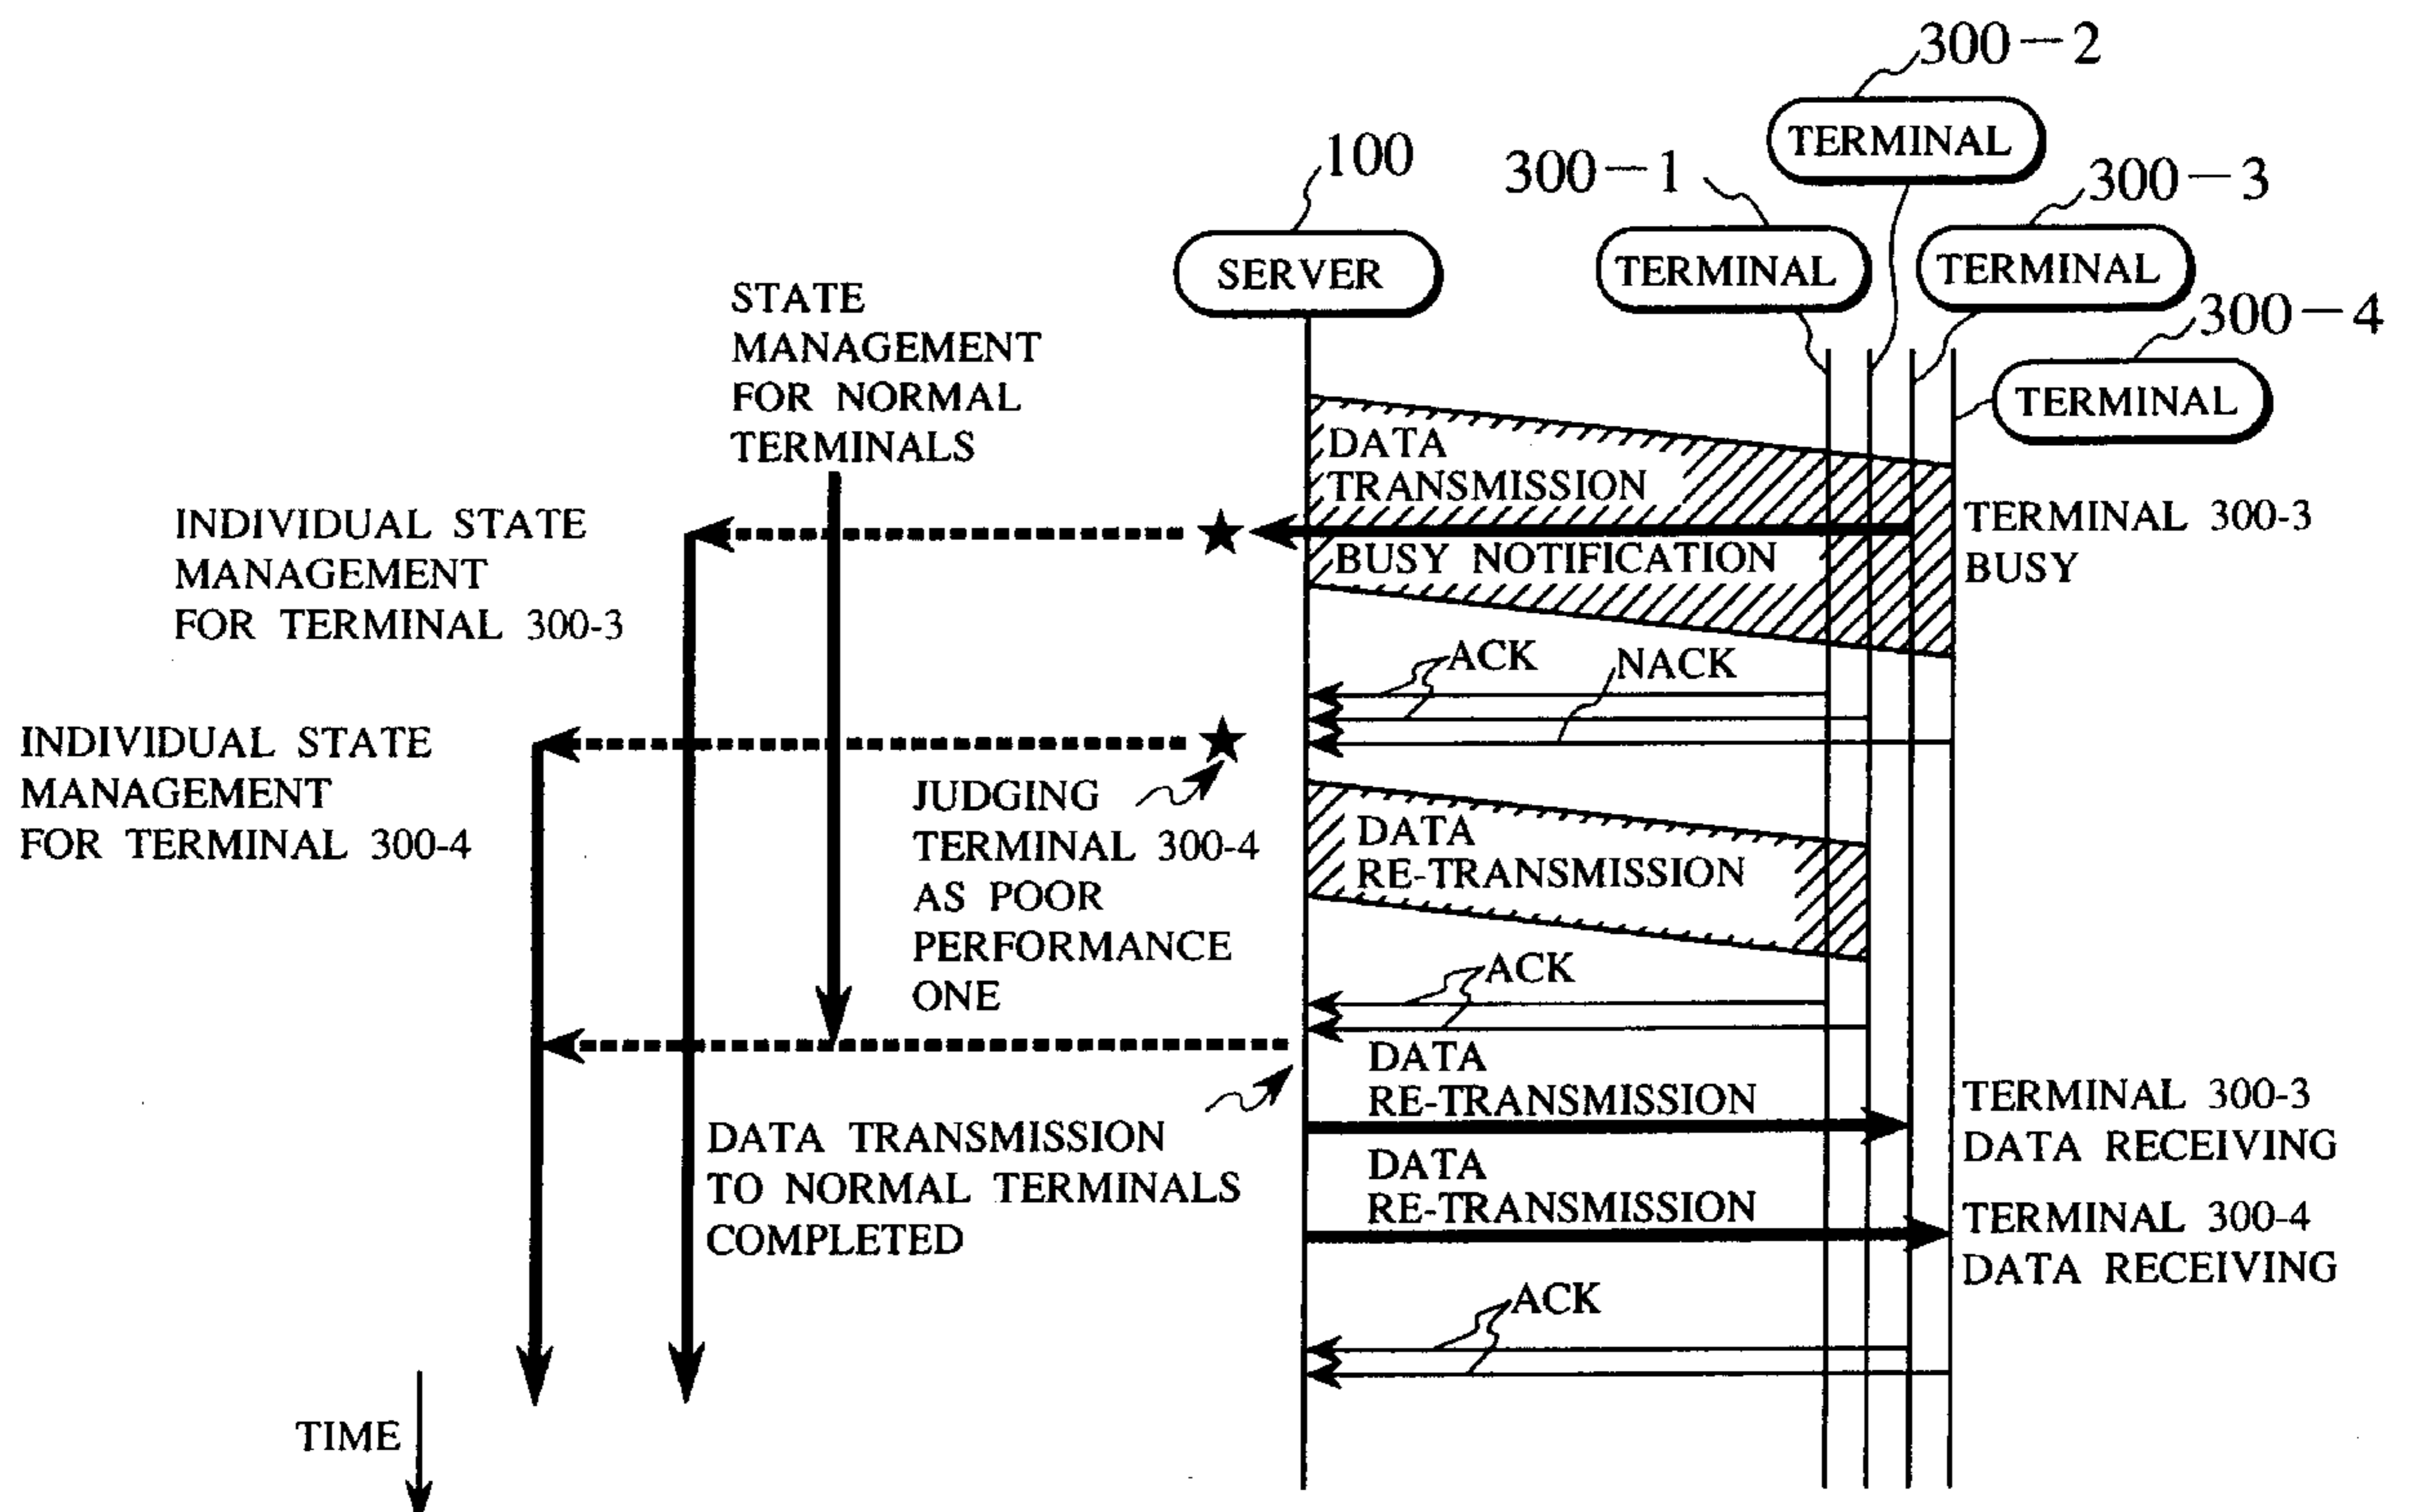 300-2
TERMINAL
100
300-1
300-3
SERVER
TERMINAL
TERMINAL
300-4
TERMINAL
STATE
MANAGEMENT
FOR NORMAL
TERMINALS
DATA
TRANSMISSION
INDIVIDUAL STATE
MANAGEMENT
FOR TERMINAL 300-3
BUSY NOTIFICATION
TERMINAL 300-3
BUSY
ACK
NACK
INDIVIDUAL STATE
MANAGEMENT
FOR TERMINAL 300-4
JUDGING
TERMINAL 300-4
AS POOR
PERFORMANCE
ONE
DATA
RE-TRANSMISSION
ACK
DATA
RE-TRANSMISSION
TERMINAL 300-3
DATA RECEIVING
DATA TRANSMISSION
TO NORMAL TERMINALS
COMPLETED
DATA
RE-TRANSMISSION
TERMINAL 300-4
DATA RECEIVING
ACK
TIME